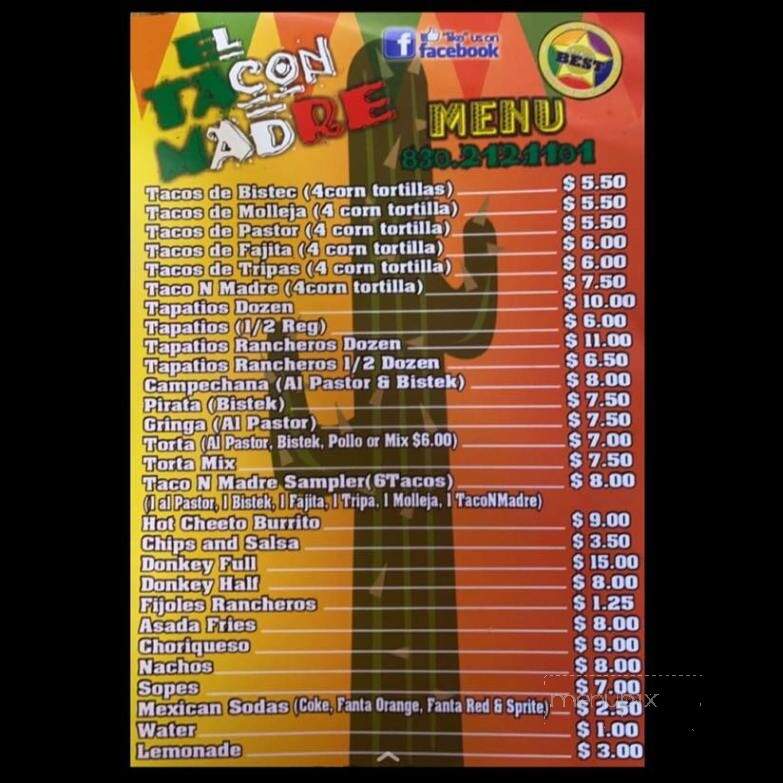 EL
TACON
MADRE
"like" us on
facebook
BEST
MENU
830.212.1101
Tacos de Bistec (4corn tortillas) $ 5.50
Tacos de Molleja (4 corn tortilla) $ 5.50
Tacos de Pastor (4 corn tortilla) $ 5.50
Tacos de Fajita (4 corn tortilla) $ 6.00
Tacos de Tripas (4 corn tortilla) $ 6.00
Taco N Madre (4corn tortilla) $ 7.50
Tapatios Dozen $ 10.00
Tapatios (1/2 Reg) $ 6.00
Tapatios Rancheros Dozen $ 11.00
Tapatios Rancheros 1/2 Dozen $ 6.50
Campechana (Al Pastor & Bistek) $ 8.00
Pirata (Bistek) $ 7.50
Gringa (Al Pastor) $ 7.50
Torta (Al Pastor, Bistek, Pollo or Mix $6.00) $ 7.00
Torta Mix $ 7.50
Taco N Madre Sampler(6Tacos) $ 8.00
(1 al Pastor, 1 Bistek, 1 Fajita, 1 Tripa, 1 Molleja, 1 TacoNMadre)
Hot Cheeto Burrito $ 9.00
Chips and Salsa $ 3.50
Donkey Full $ 15.00
Donkey Half $ 8.00
Fijoles Rancheros $ 1.25
Asada Fries $ 8.00
Choriqueso $ 9.00
Nachos $ 8.00
Sopes $ 7.00
Mexican Sodas (Coke, Fanta Orange, Fanta Red & Sprite) $ 2.50
Water $ 1.00
Lemonade $ 3.00
menupix